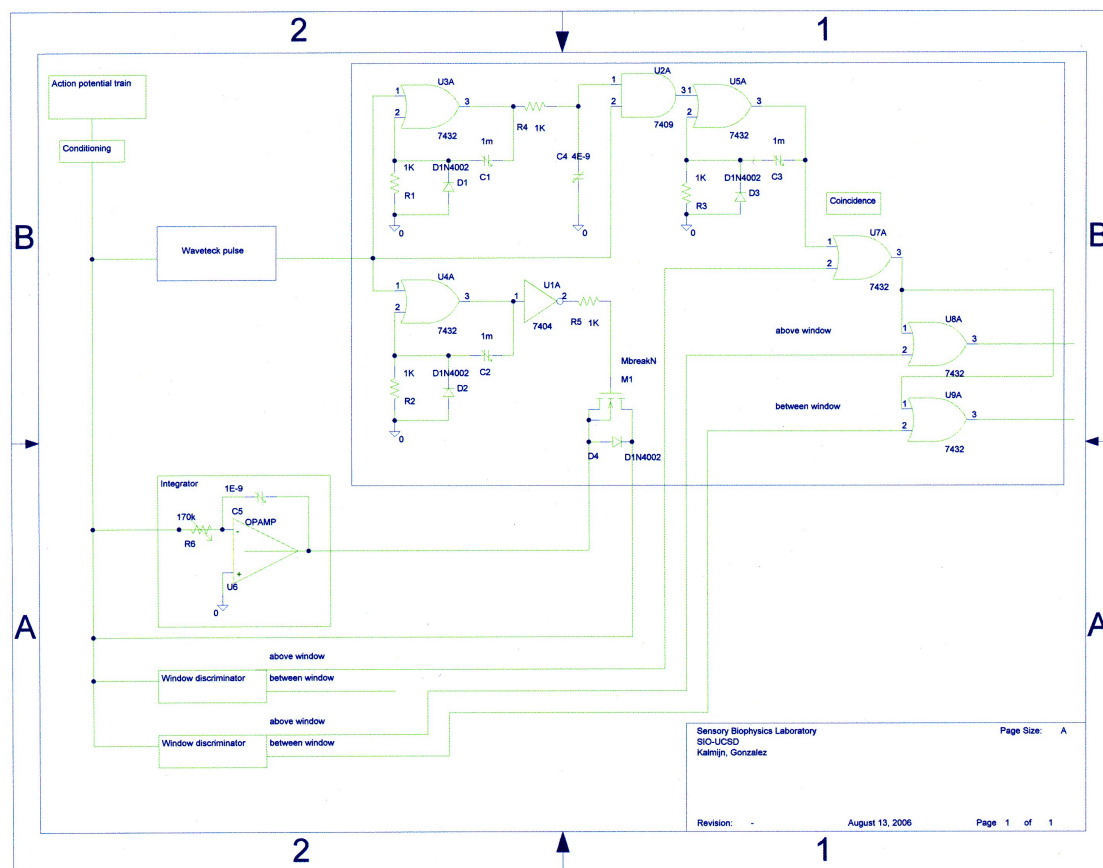 2
1
Action potential train
Conditioning
B
B
Waveteck pulse
U3A
1
2
3
7432
R4
1K
1m
C1
1K
R1
D1N4002
D1
0
C4
4E-9
0
U2A
1
2
3
7409
U5A
1
2
3
7432
1m
C3
1K
R3
D1N4002
D3
0
Coincidence
U7A
1
2
3
7432
U4A
1
2
3
7432
1m
C2
1K
R2
D1N4002
D2
0
U1A
1
2
7404
R5
1K
MbreakN
M1
D4
D1N4002
above window
U8A
1
2
3
7432
between window
U9A
1
2
3
7432
Integrator
1E-9
C5
170k
R6
OPAMP
-
+
U6
0
A
A
above window
Window discriminator
between window
above window
Window discriminator
between window
Sensory Biophysics Laboratory
SIO-UCSD
Kalmijn, Gonzalez
Page Size: A
Revision: - August 13, 2006 Page 1 of 1
2
1